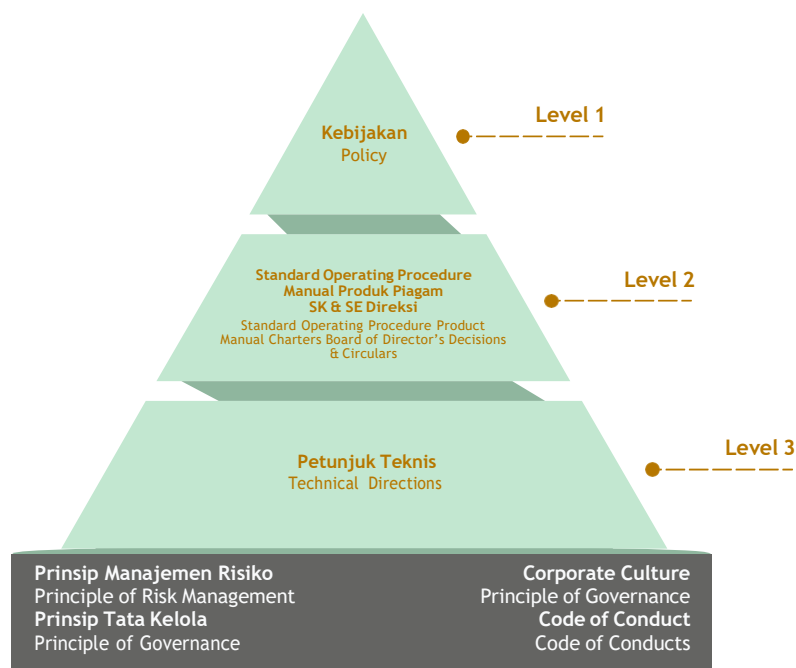 Level 1
Kebijakan
Policy
Level 2
Standard Operating Procedure
Manual Produk Piagam
SK & SE Direksi
Standard Operating Procedure Product
Manual Charters Board of Director’s Decisions
& Circulars
Level 3
Petunjuk Teknis
Technical Directions
Prinsip Manajemen Risiko
Principle of Risk Management
Prinsip Tata Kelola
Principle of Governance
Corporate Culture
Principle of Governance
Code of Conduct
Code of Conducts